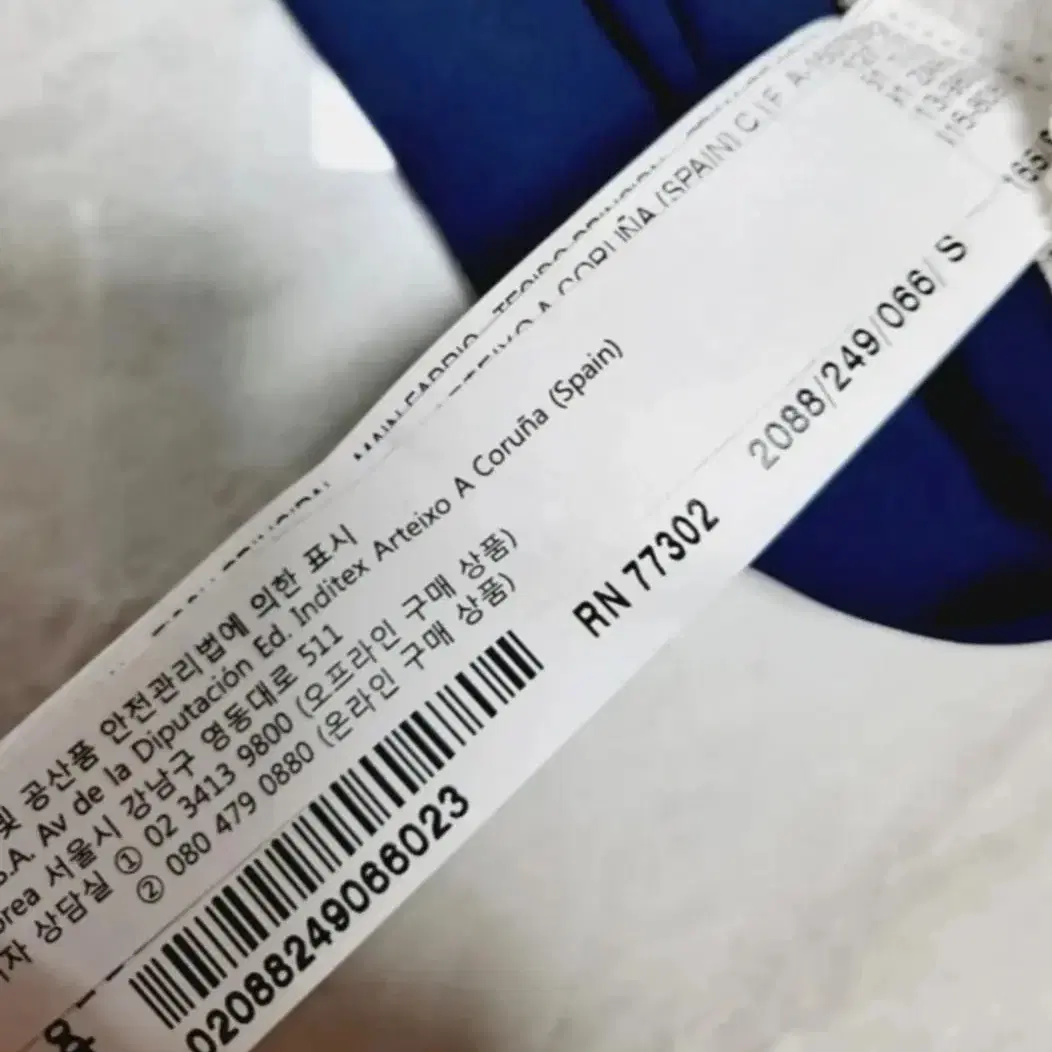 CORUÑA (SPAIN) C I F A
및 공산품 안전관리법에 의한 표시
S.A. Av de la Diputación Ed. Inditex Arteixo A Coruña (Spain)
orea 서울시 강남구 영동대로 511
자 상담실 ① 02 3413 9800 (오프라인 구매 상품)
② 080 479 0880 (온라인 구매 상품)
RN 77302
2088/249/066/ S
02088249066023